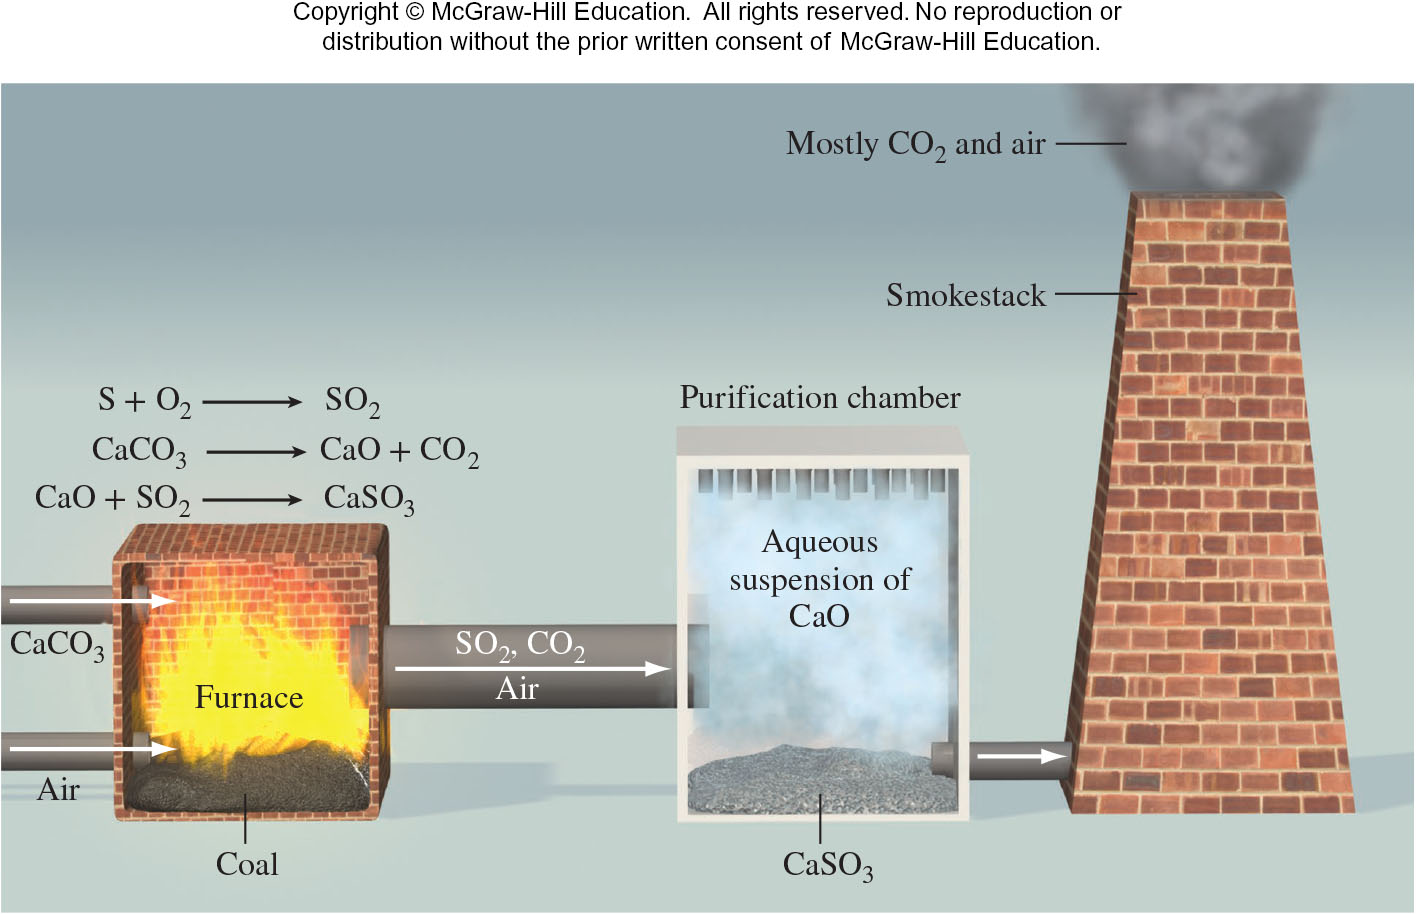 Copyright © McGraw-Hill Education. All rights reserved. No reproduction or
distribution without the prior written consent of McGraw-Hill Education.
Mostly CO₂ and air
Smokestack
S + O₂ ⟶ SO₂
CaCO₃ ⟶ CaO + CO₂
CaO + SO₂ ⟶ CaSO₃
Purification chamber
Aqueous
suspension of
CaO
CaCO₃
SO₂, CO₂
Air
Furnace
Air
Coal
CaSO₃